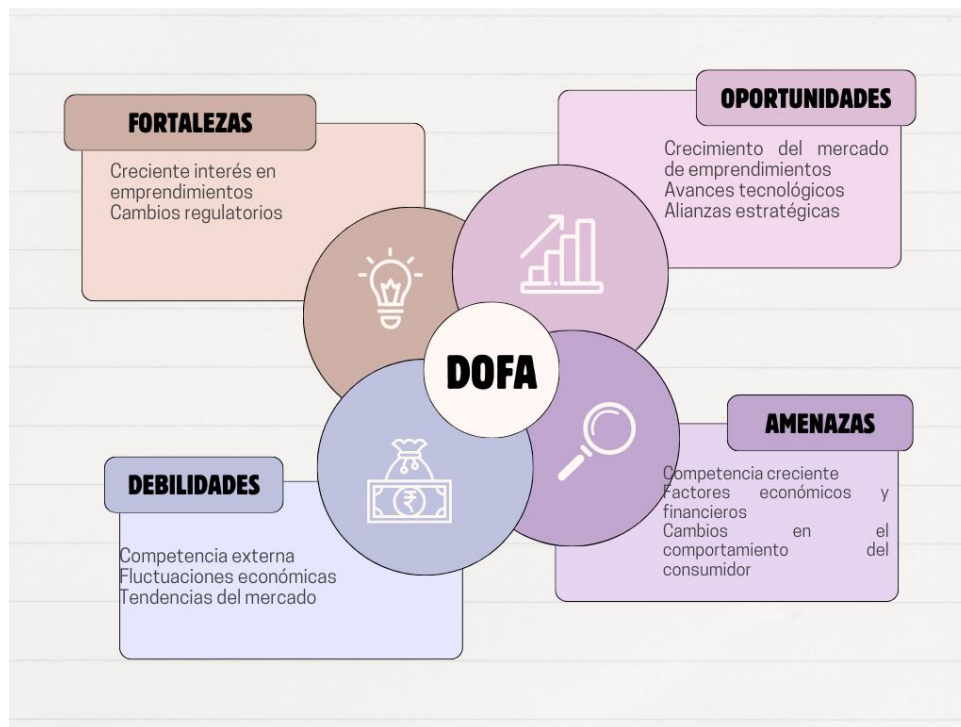 FORTALEZAS
Creciente interés en
emprendimientos
Cambios regulatorios
OPORTUNIDADES
Crecimiento del mercado
de emprendimientos
Avances tecnológicos
Alianzas estratégicas
DOFA
DEBILIDADES
Competencia externa
Fluctuaciones económicas
Tendencias del mercado
AMENAZAS
Competencia creciente
Factores económicos y
financieros
Cambios en el
comportamiento del
consumidor
₹